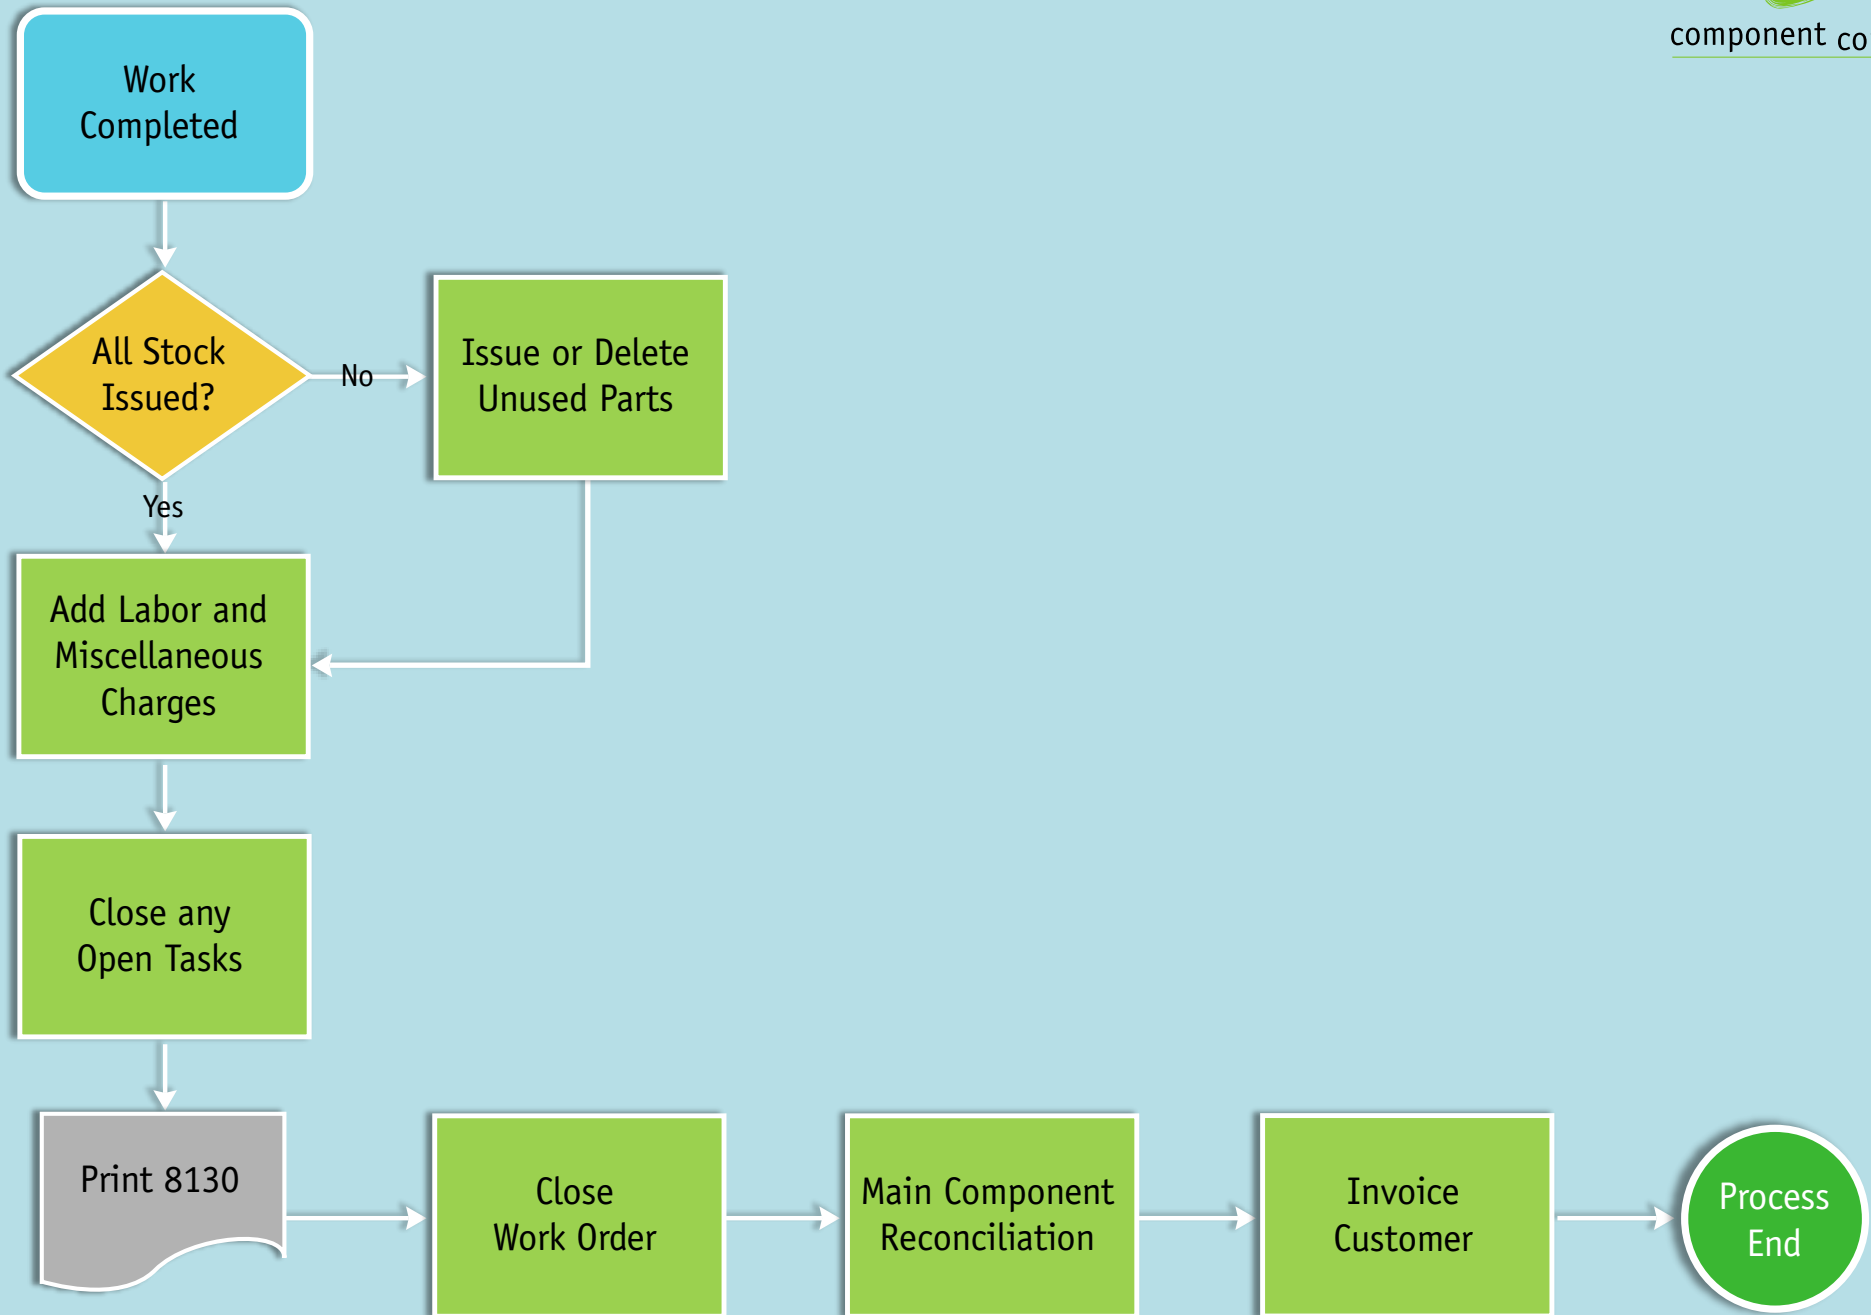 component co
Work
Completed
All Stock
Issued?
No
Issue or Delete
Unused Parts
Yes
Add Labor and
Miscellaneous
Charges
Close any
Open Tasks
Print 8130
Close
Work Order
Main Component
Reconciliation
Invoice
Customer
Process
End